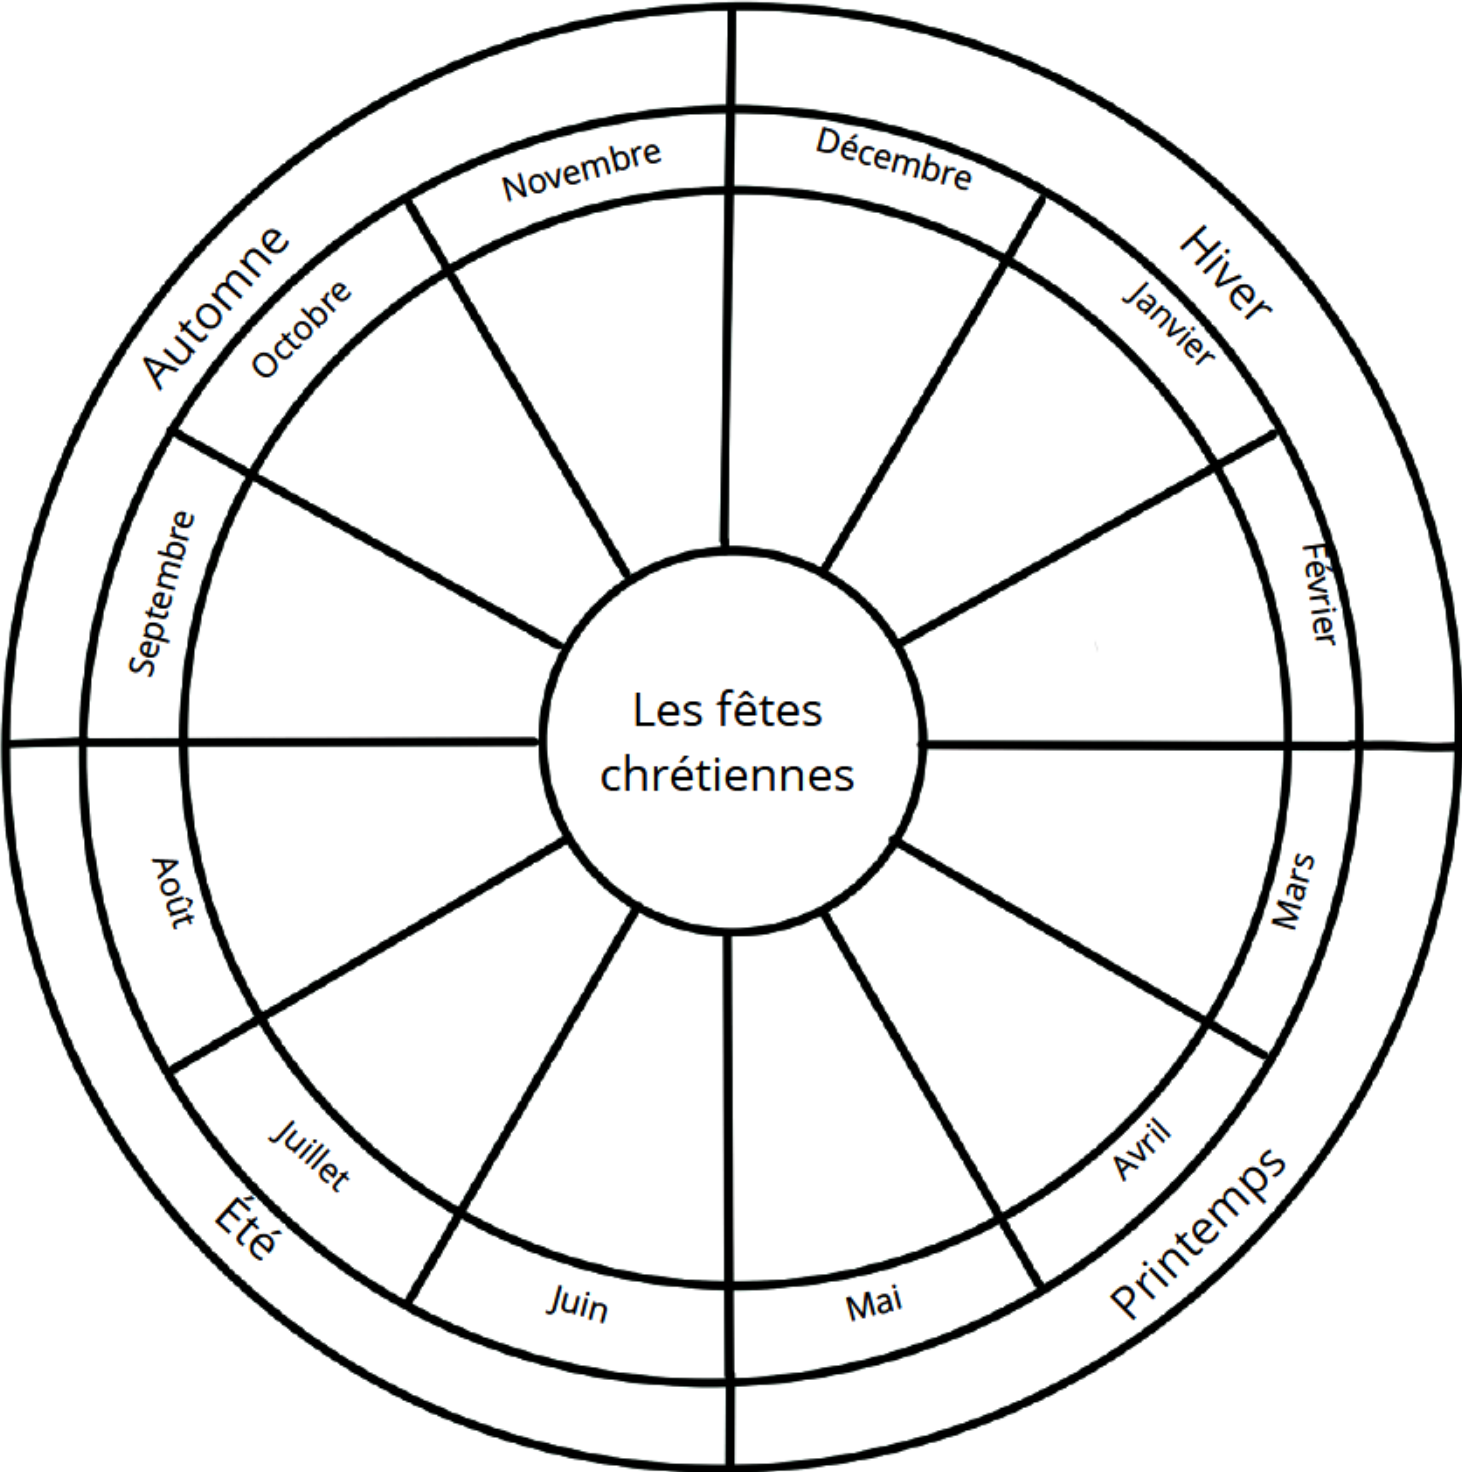 Les fêtes
chrétiennes
Hiver
Décembre
Janvier
Février
Printemps
Mars
Avril
Mai
Été
Juin
Juillet
Août
Automne
Septembre
Octobre
Novembre